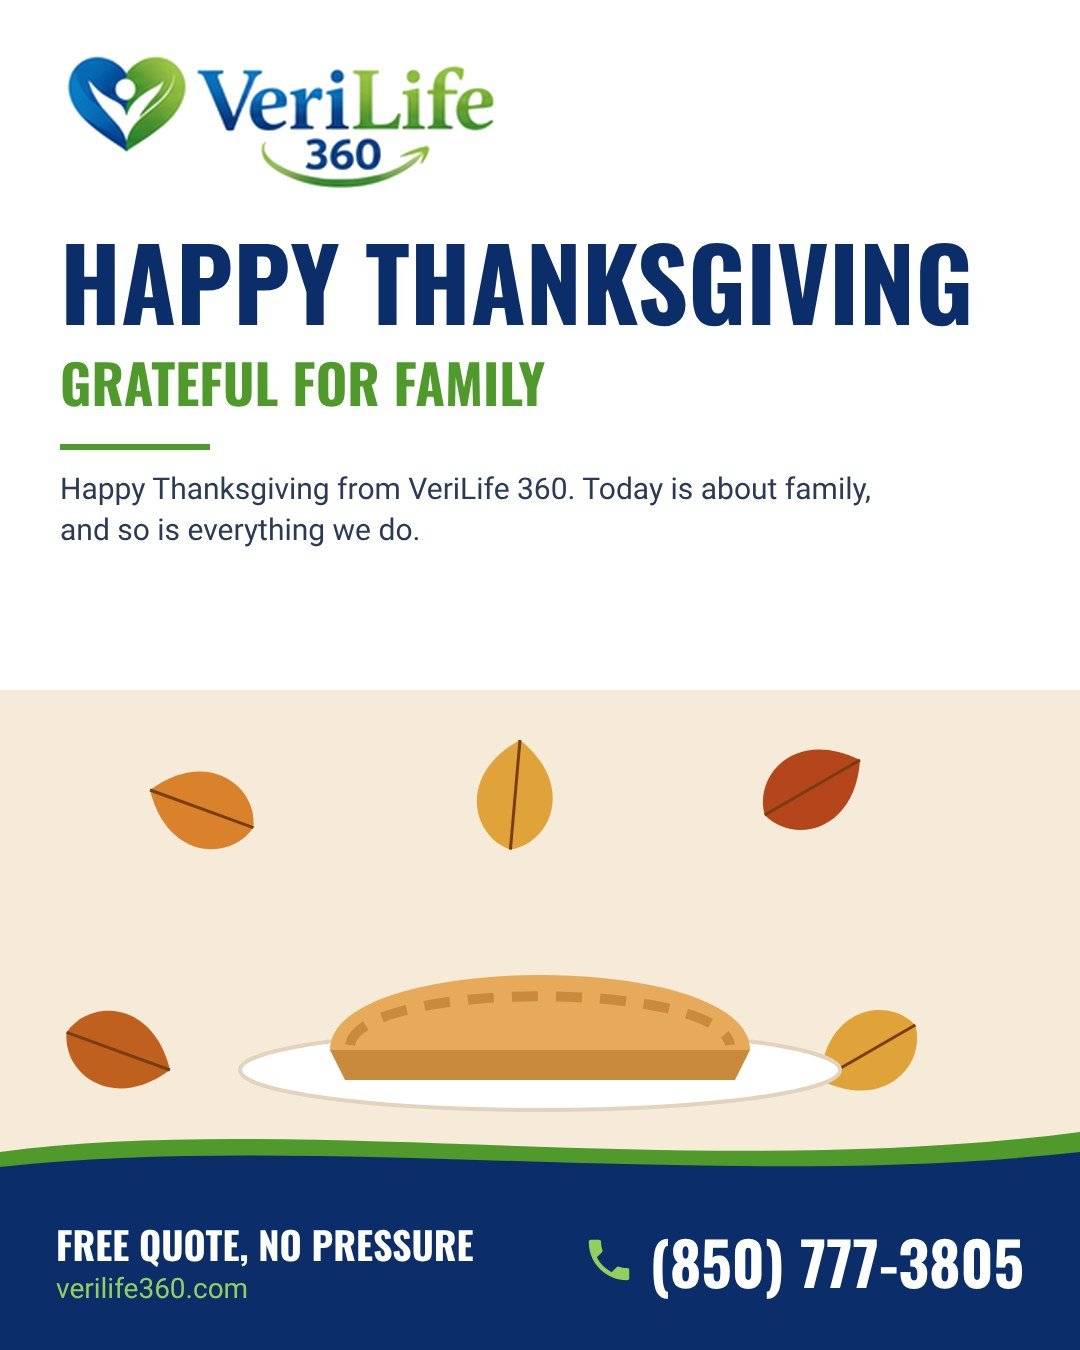 VeriLife
360
HAPPY THANKSGIVING
GRATEFUL FOR FAMILY
Happy Thanksgiving from VeriLife 360. Today is about family,
and so is everything we do.
FREE QUOTE, NO PRESSURE
verilife360.com
(850) 777-3805